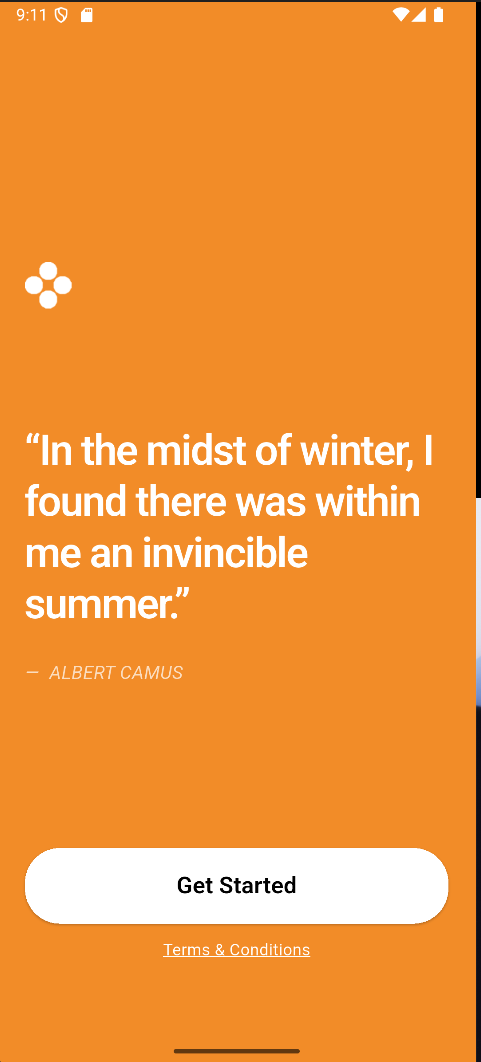 9:11
“In the midst of winter, I
found there was within
me an invincible
summer.”
— ALBERT CAMUS
Get Started
Terms & Conditions